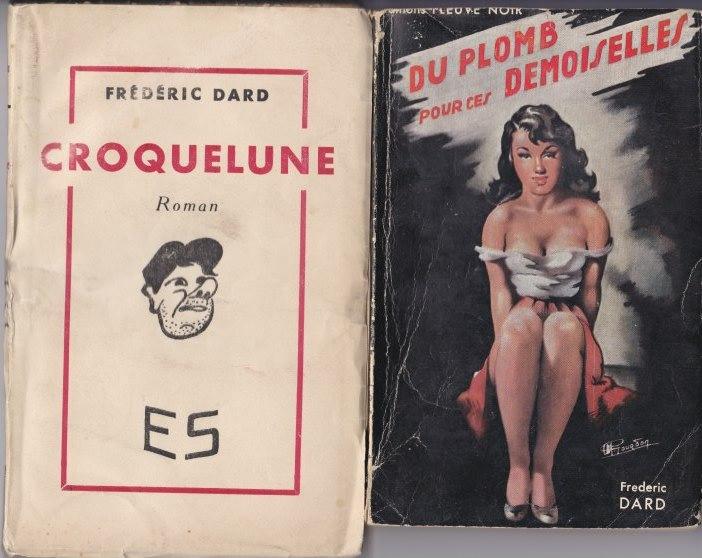 FRÉDÉRIC DARD
CROQUELUNE
Roman
ES
FLEUVE NOIR
DU PLOMB
POUR CES DEMOISELLES
Frederic
DARD